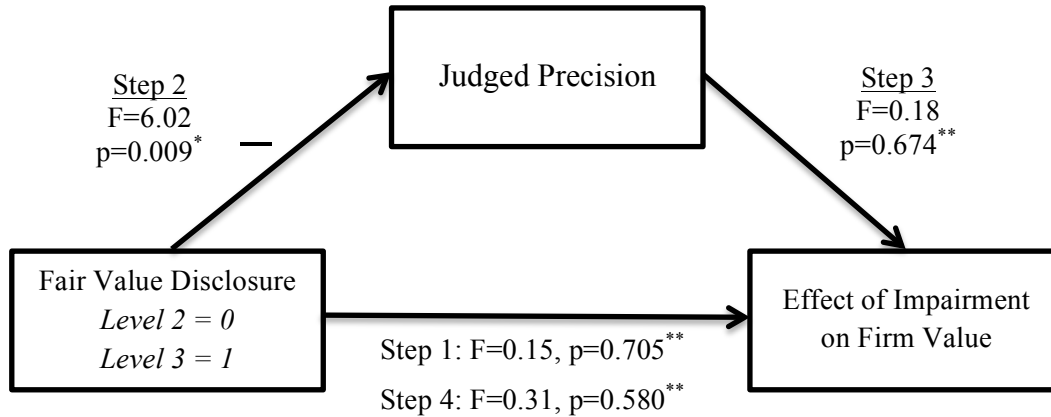 Judged Precision
Step 2
F=6.02
p=0.009*
Step 3
F=0.18
p=0.674**
Fair Value Disclosure
Level 2 = 0
Level 3 = 1
Effect of Impairment
on Firm Value
Step 1: F=0.15, p=0.705**
Step 4: F=0.31, p=0.580**